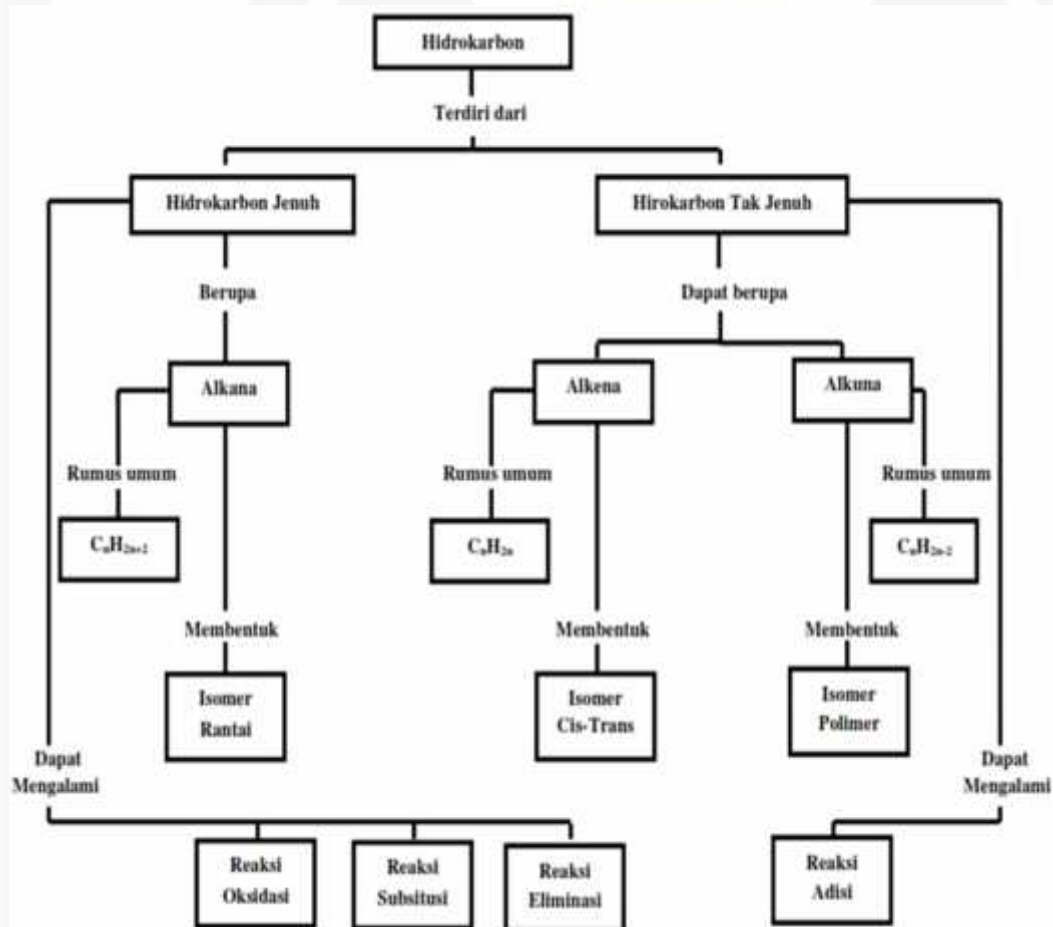 Hidrokarbon
Terdiri dari
Hidrokarbon Jenuh
Hirokarbon Tak Jenuh
Berupa
Dapat berupa
Alkana
Alkena
Alkuna
Rumus umum
Rumus umum
Rumus umum
CₙH₂ₙ₊₂
CₙH₂ₙ
CₙH₂ₙ₋₂
Membentuk
Membentuk
Membentuk
Isomer
Rantai
Isomer
Cis-Trans
Isomer
Polimer
Dapat
Mengalami
Dapat
Mengalami
Reaksi
Oksidasi
Reaksi
Subsitusi
Reaksi
Eliminasi
Reaksi
Adisi